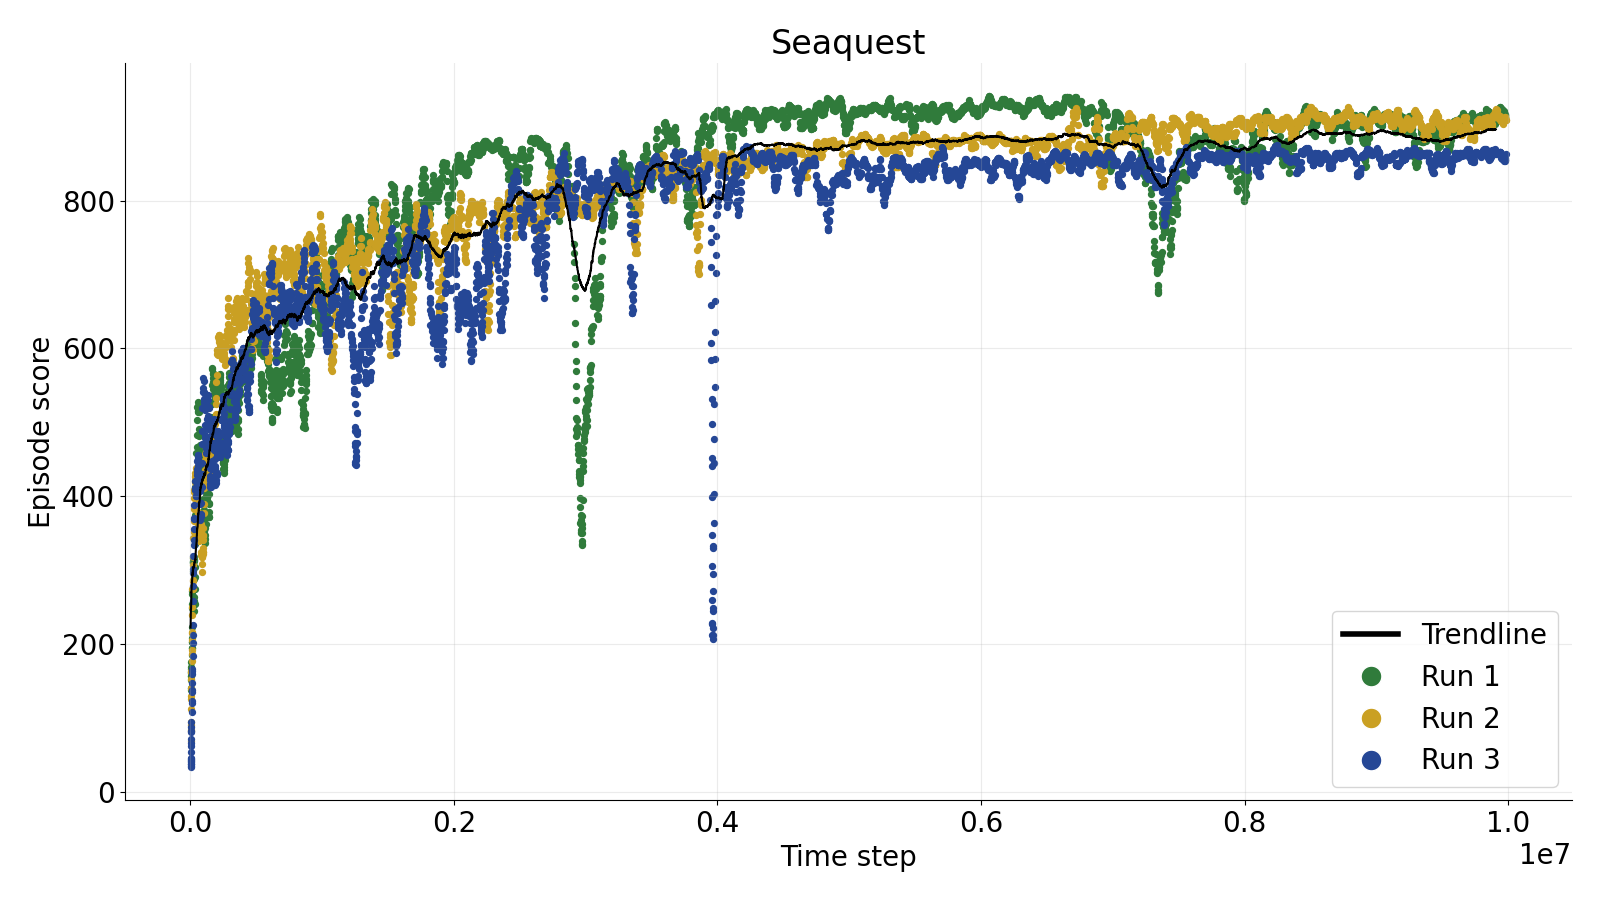 Seaquest
Episode score
800
600
400
200
0
0.0 0.2 0.4 0.6 0.8 1.0
1e7
Time step
Trendline
Run 1
Run 2
Run 3